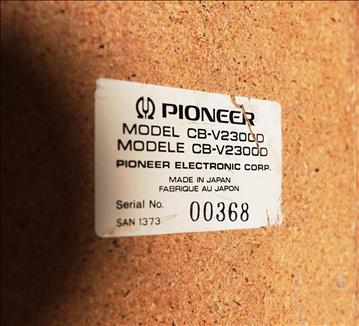 PIONEER
MODEL CB-V2300D
MODELE CB-V2300D
PIONEER ELECTRONIC CORP.
MADE IN JAPAN
FABRIQUE AU JAPON
Serial No. 00368
SAN 1373